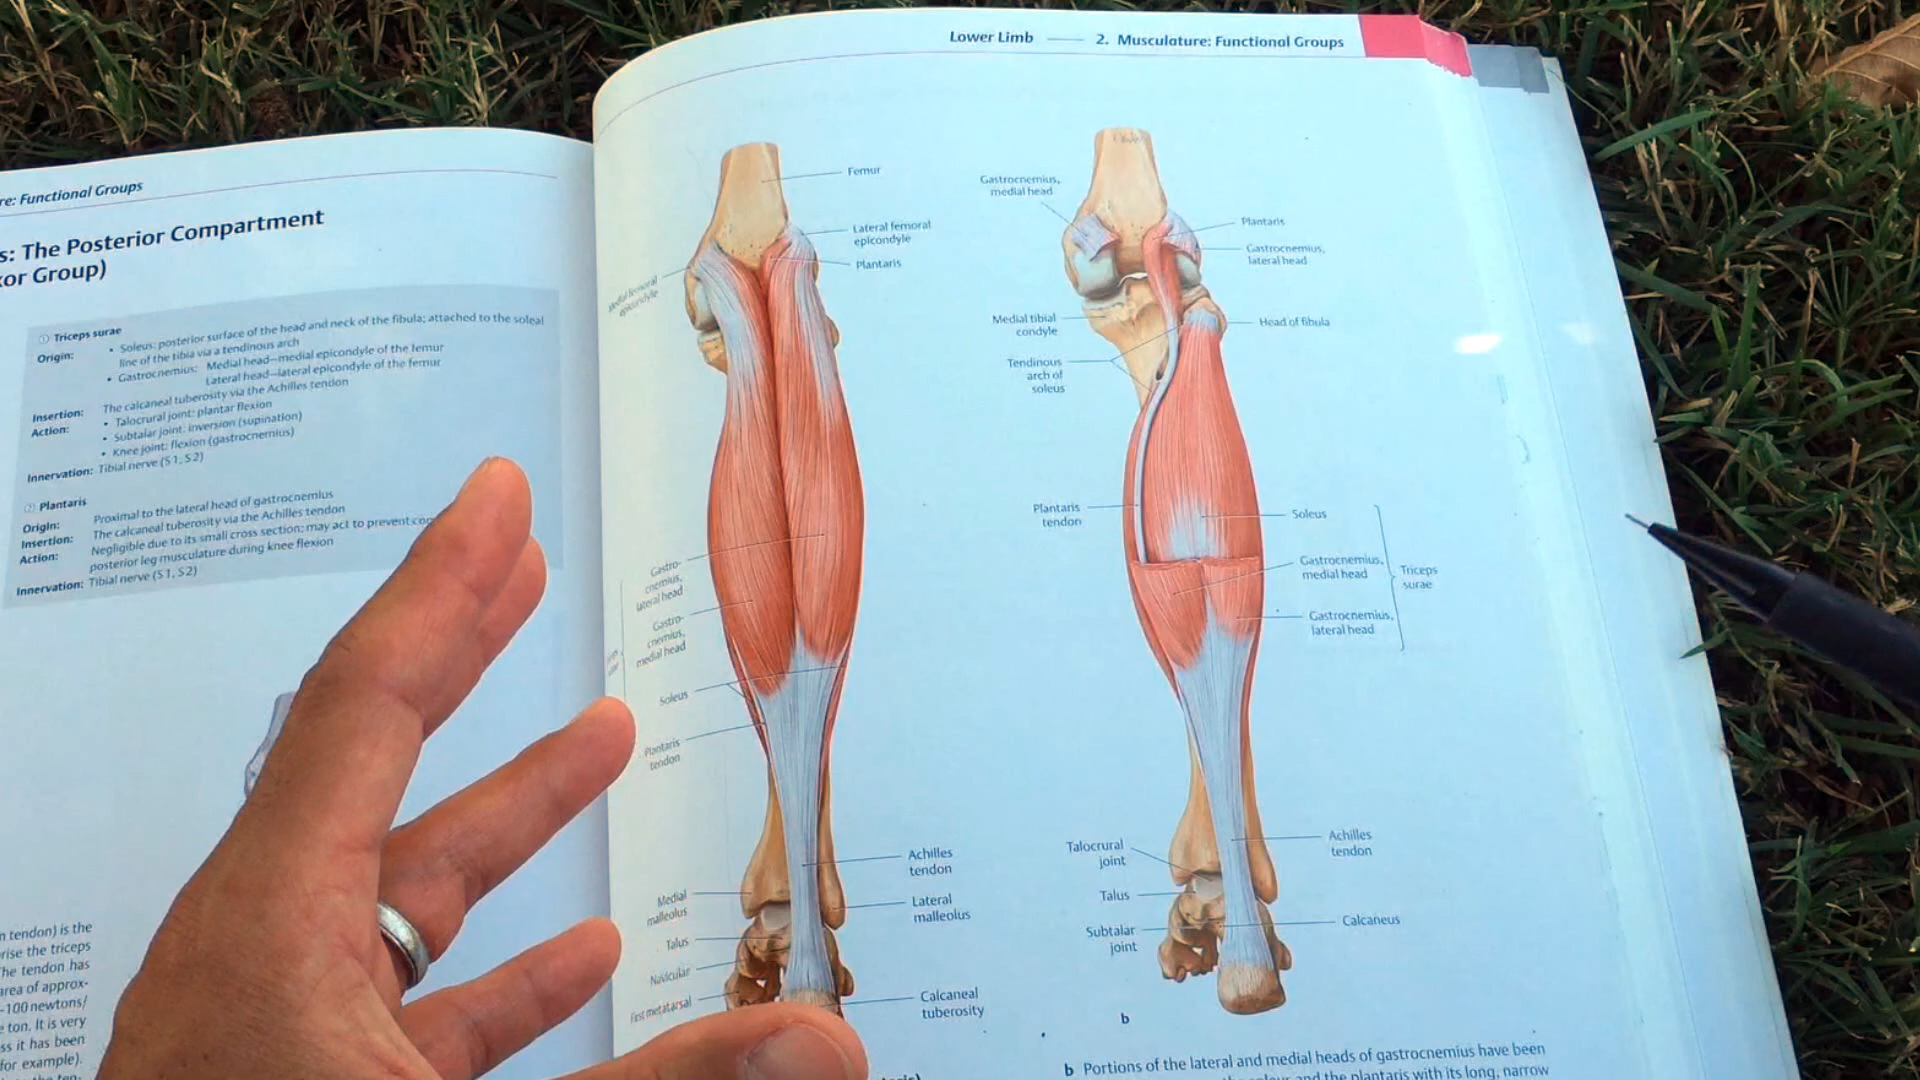 re: Functional Groups
s: The Posterior Compartment
xor Group)
① Triceps surae
Origin: • Soleus: posterior surface of the head and neck of the fibula; attached to the soleal
line of the tibia via a tendinous arch
• Gastrocnemius: Medial head—medial epicondyle of the femur
Lateral head—lateral epicondyle of the femur
Insertion: The calcaneal tuberosity via the Achilles tendon
Action: • Talocrural joint: plantar flexion
• Subtalar joint: inversion (supination)
• Knee joint: flexion (gastrocnemius)
Innervation: Tibial nerve (S1, S2)
② Plantaris
Origin: Proximal to the lateral head of gastrocnemius
Insertion: The calcaneal tuberosity via the Achilles tendon
Action: Negligible due to its small cross section; may act to prevent
posterior leg musculature during knee flexion
Innervation: Tibial nerve (S1, S2)
n tendon) is the
rise the triceps
he tendon has
area of approx-
-100 newtons/
ton. It is very
ss it has been
for example).
Lower Limb — 2. Musculature: Functional Groups
Femur
Lateral femoral
epicondyle
Plantaris
Medial femoral
epicondyle
Gastro-
cnemius,
lateral head
Gastro-
cnemius,
medial head
Soleus
Plantaris
tendon
Achilles
tendon
Medial
malleolus
Lateral
malleolus
Talus
Navicular
First metatarsal
Calcaneal
tuberosity
Gastrocnemius,
medial head
Plantaris
Gastrocnemius,
lateral head
Medial tibial
condyle
Head of fibula
Tendinous
arch of
soleus
Plantaris
tendon
Soleus
Gastrocnemius,
medial head
Triceps
surae
Gastrocnemius,
lateral head
Talocrural
joint
Achilles
tendon
Talus
Calcaneus
Subtalar
joint
b
b Portions of the lateral and medial heads of gastrocnemius have been
and the plantaris with its long, narrow